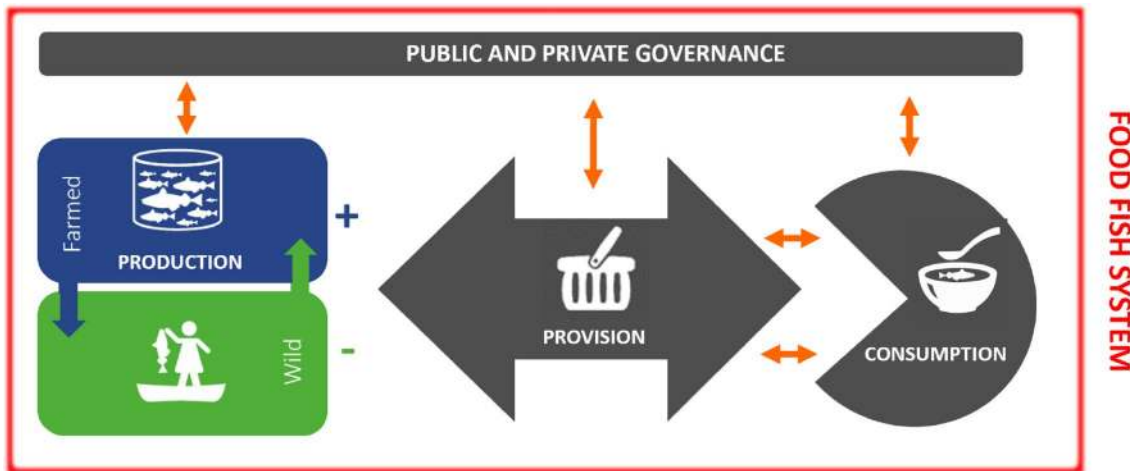 PUBLIC AND PRIVATE GOVERNANCE
Farmed
PRODUCTION
+
Wild
-
PROVISION
CONSUMPTION
FOOD FISH SYSTEM